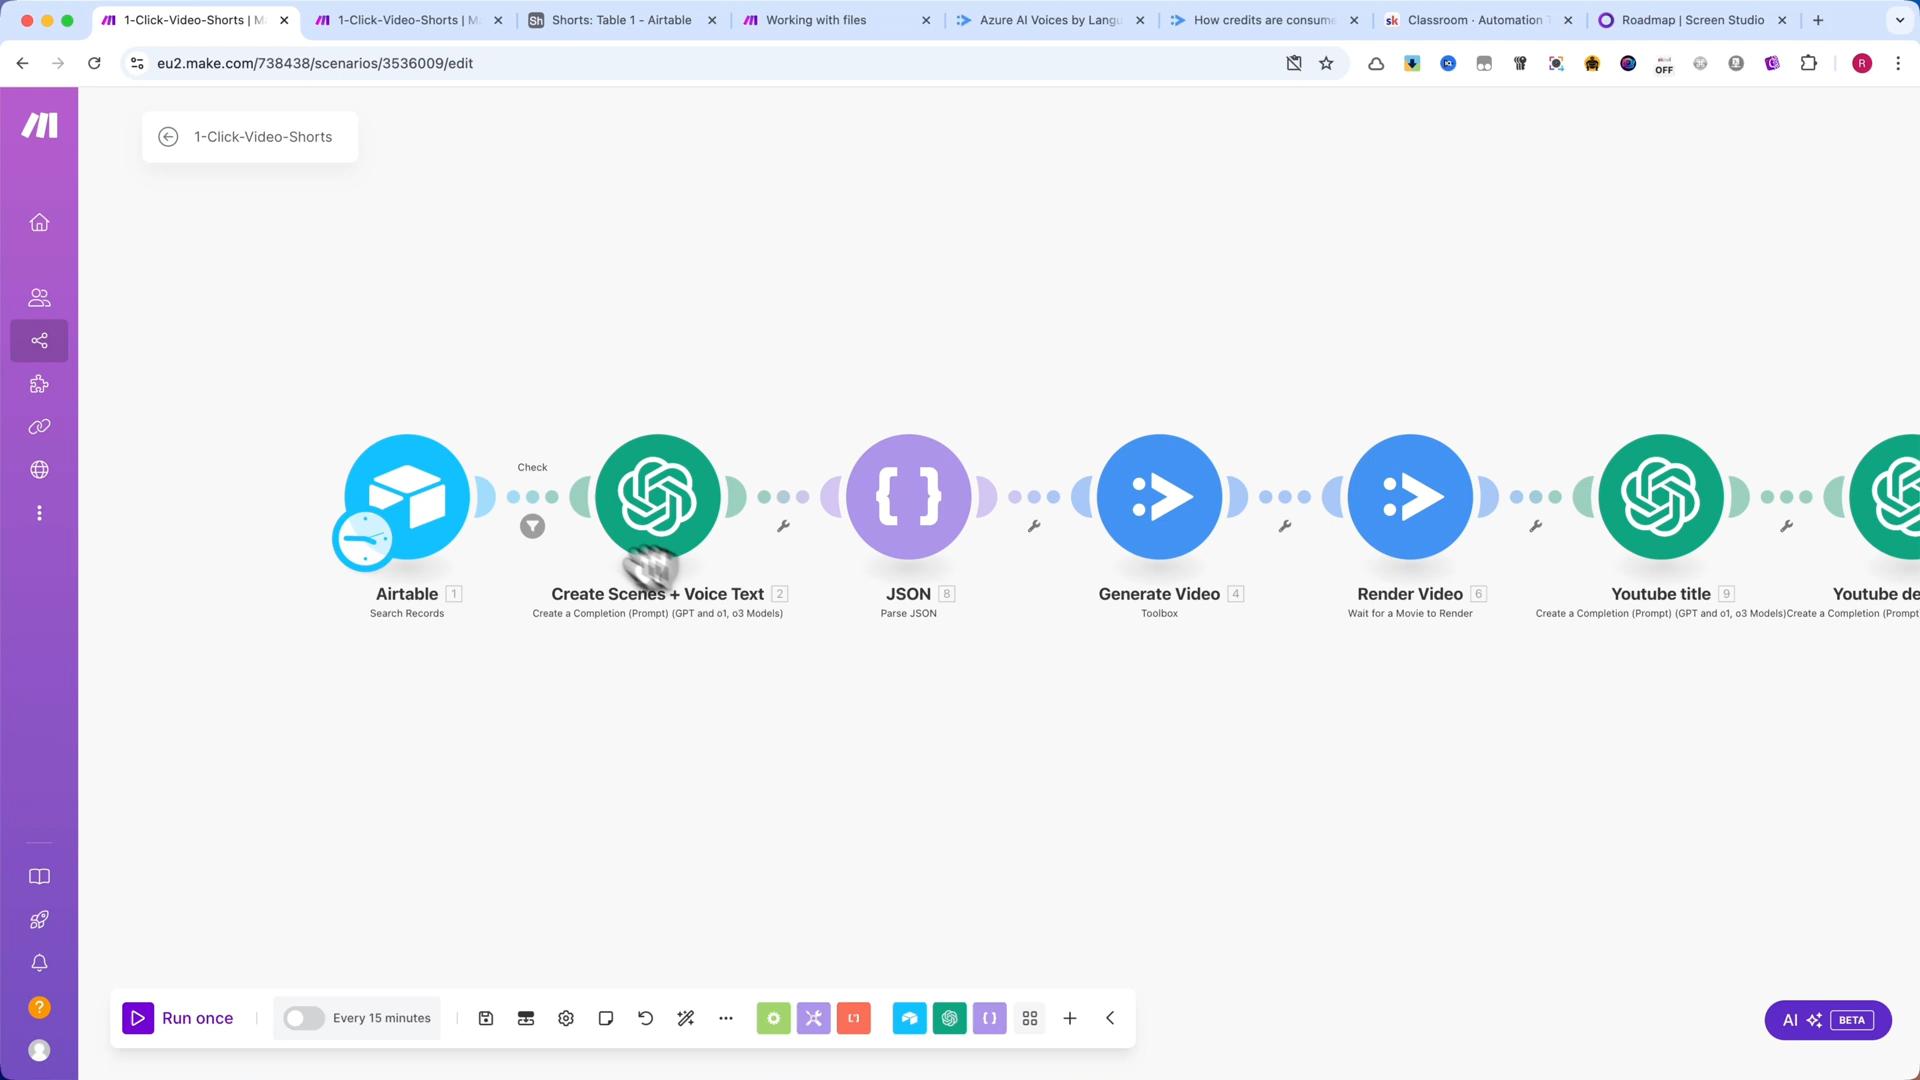 1-Click-Video-Shorts | M
1-Click-Video-Shorts | M
Sh
Shorts: Table 1 - Airtable
Working with files
Azure AI Voices by Langu
How credits are consume
sk
Classroom · Automation T
Roadmap | Screen Studio
eu2.make.com/738438/scenarios/3536009/edit
OFF
R
1-Click-Video-Shorts
Check
Airtable 1
Search Records
Create Scenes + Voice Text 2
Create a Completion (Prompt) (GPT and o1, o3 Models)
JSON 8
Parse JSON
Generate Video 4
Toolbox
Render Video 6
Wait for a Movie to Render
Youtube title 9
Create a Completion (Prompt) (GPT and o1, o3 Models)
Youtube de
Create a Completion (Prompt
?
Run once
Every 15 minutes
AI BETA